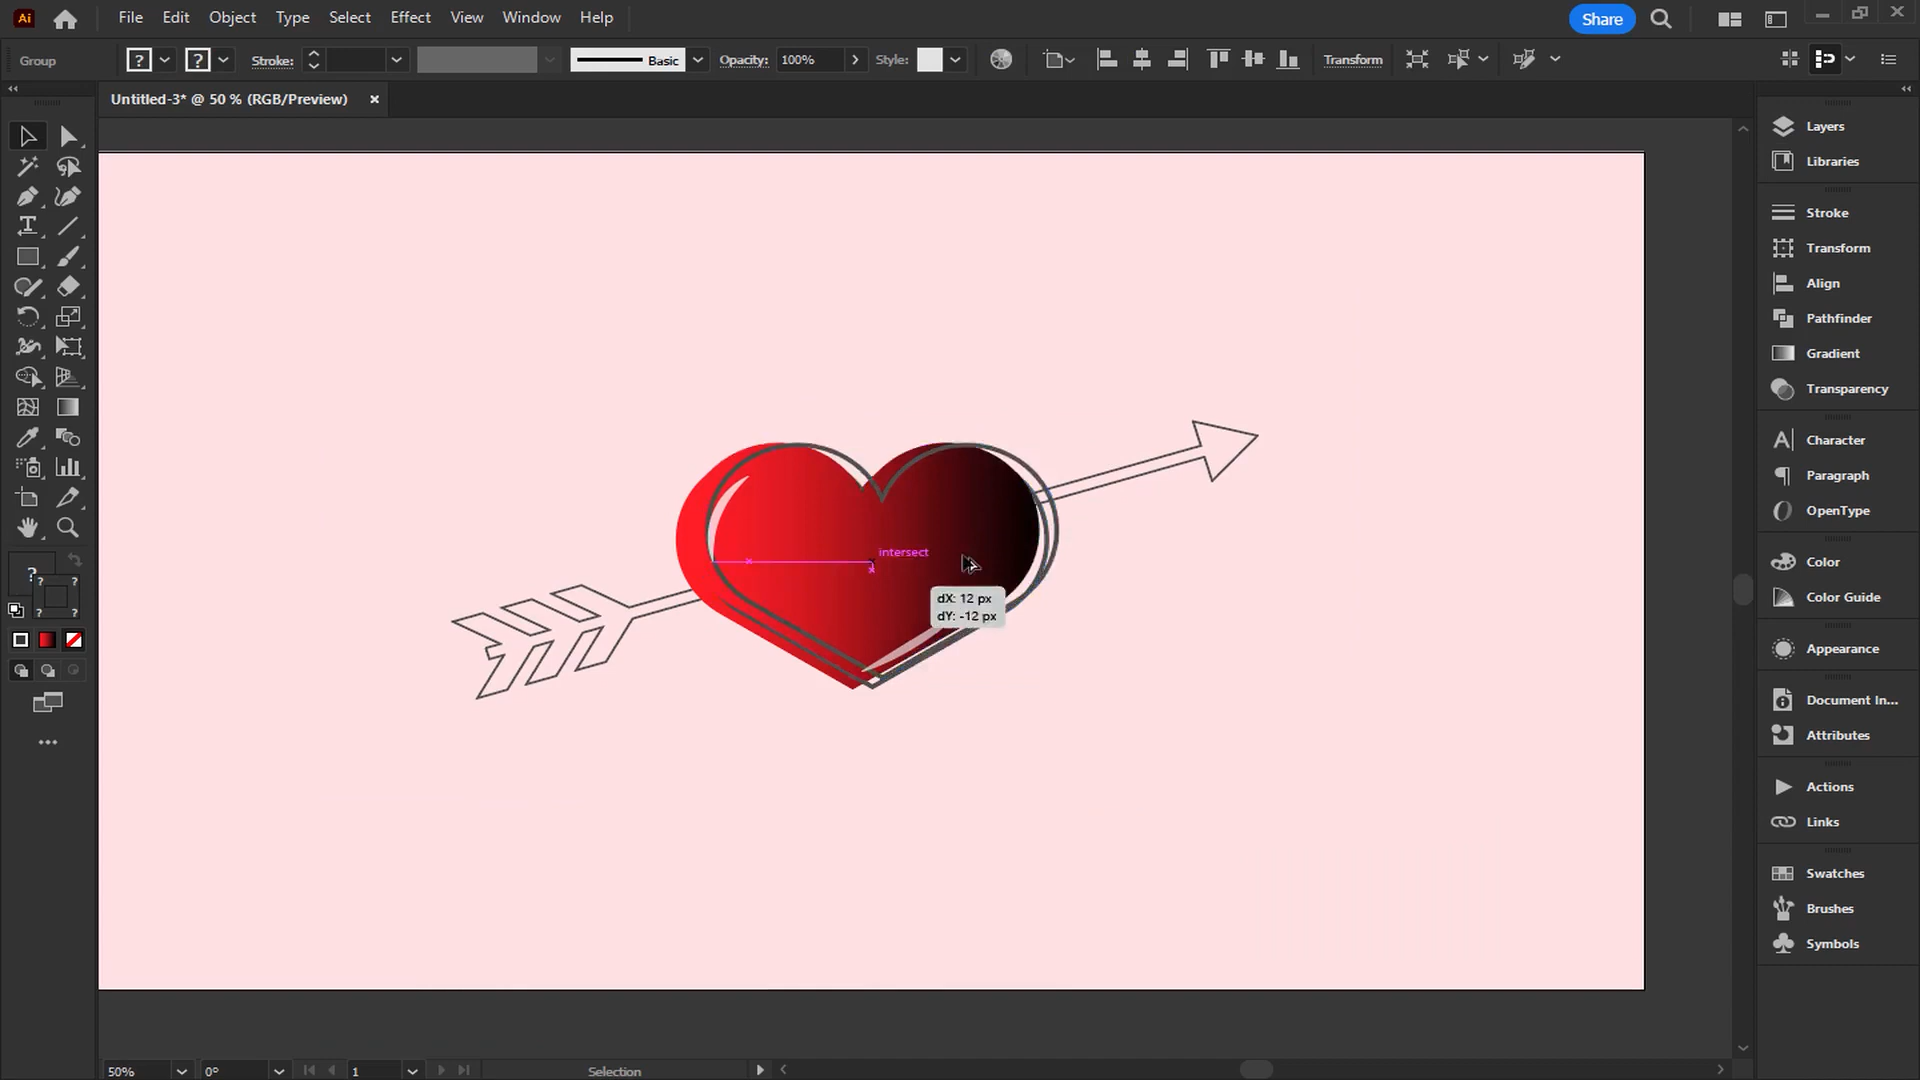 Ai File Edit Object Type Select Effect View Window Help Share
Group ? ? Stroke: Basic Opacity: 100% Style: Transform
Untitled-3* @ 50 % (RGB/Preview)
Layers
Libraries
Stroke
Transform
Align
Pathfinder
Gradient
Transparency
Character
Paragraph
OpenType
Color
Color Guide
Appearance
Document In...
Attributes
Actions
Links
Swatches
Brushes
Symbols
intersect
dX: 12 px
dY: -12 px
50% 0° 1 Selection